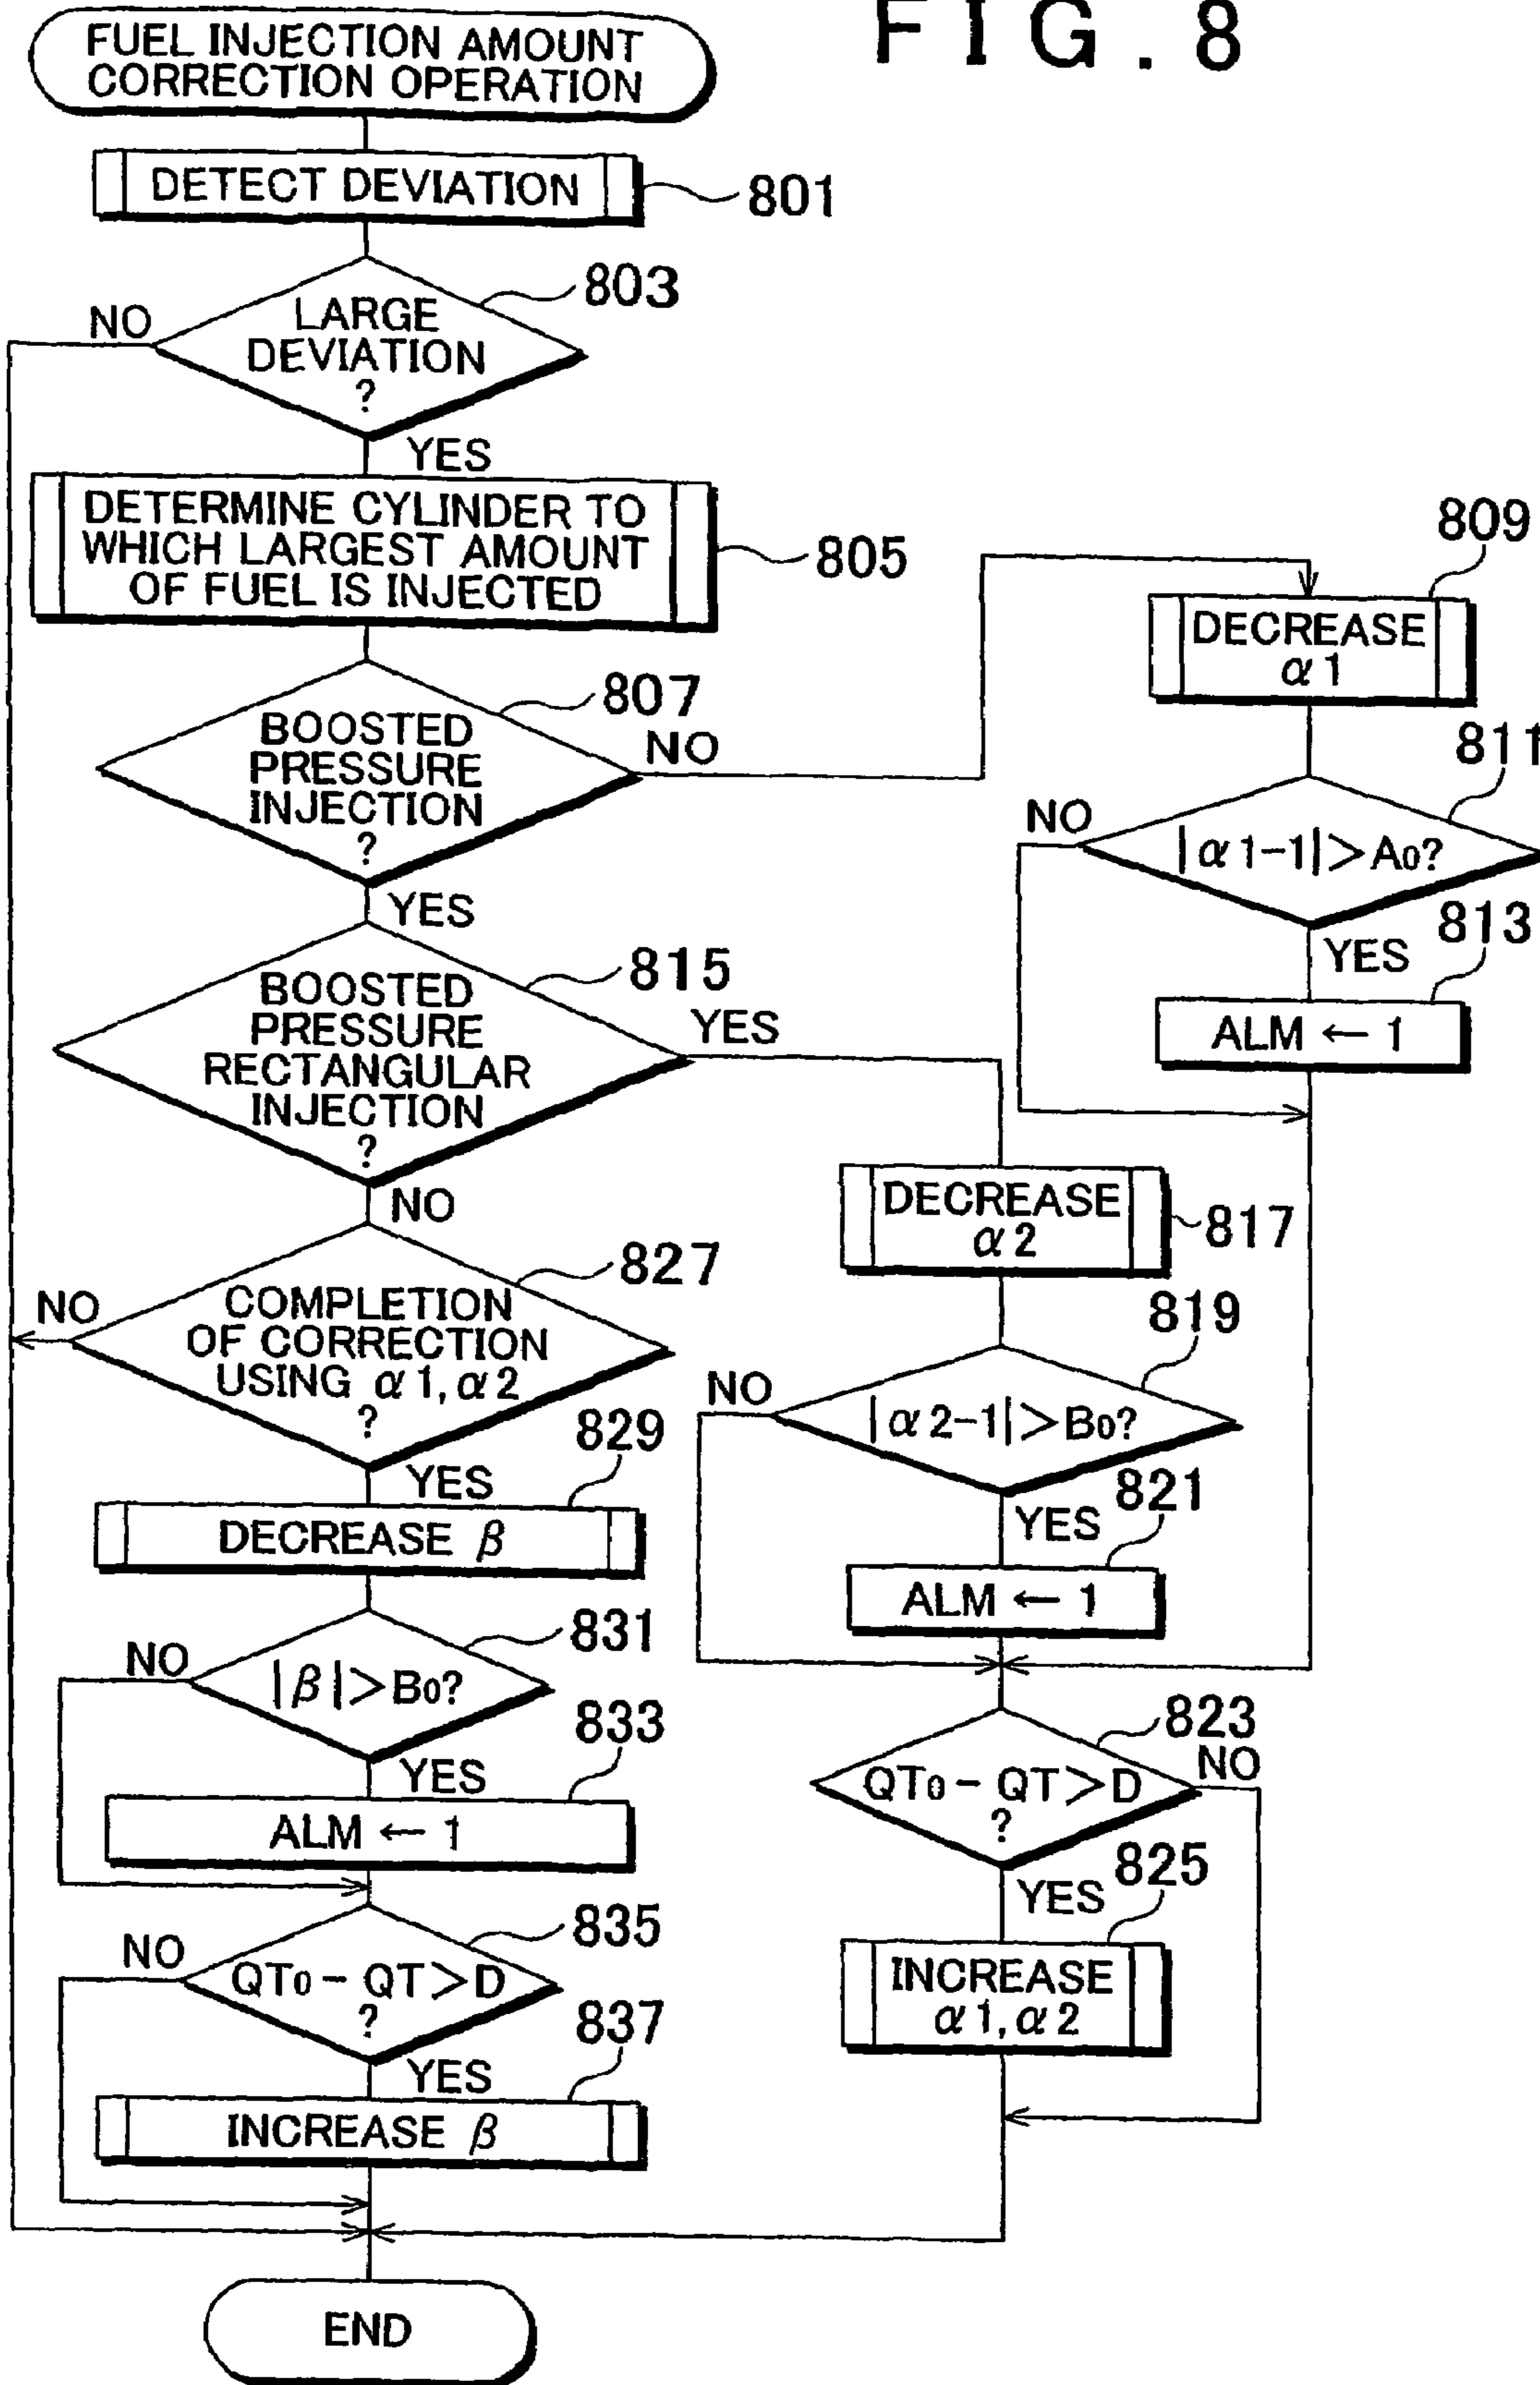 FIG.8
FUEL INJECTION AMOUNT
CORRECTION OPERATION
DETECT DEVIATION
801
803
LARGE
DEVIATION
?
NO
YES
DETERMINE CYLINDER TO
WHICH LARGEST AMOUNT
OF FUEL IS INJECTED
805
807
BOOSTED
PRESSURE
INJECTION
?
NO
YES
809
DECREASE
α1
811
|α1-1|>A0?
NO
YES
813
ALM ← 1
815
BOOSTED
PRESSURE
RECTANGULAR
INJECTION
?
YES
NO
DECREASE
α2
817
819
|α2-1|>B0?
NO
YES
821
ALM ← 1
823
QT0 - QT>D
?
NO
YES
825
INCREASE
α1, α2
827
COMPLETION
OF CORRECTION
USING α1, α2
?
NO
YES
829
DECREASE β
831
|β|>B0?
NO
YES
833
ALM ← 1
835
QT0 - QT>D
?
NO
YES
837
INCREASE β
END